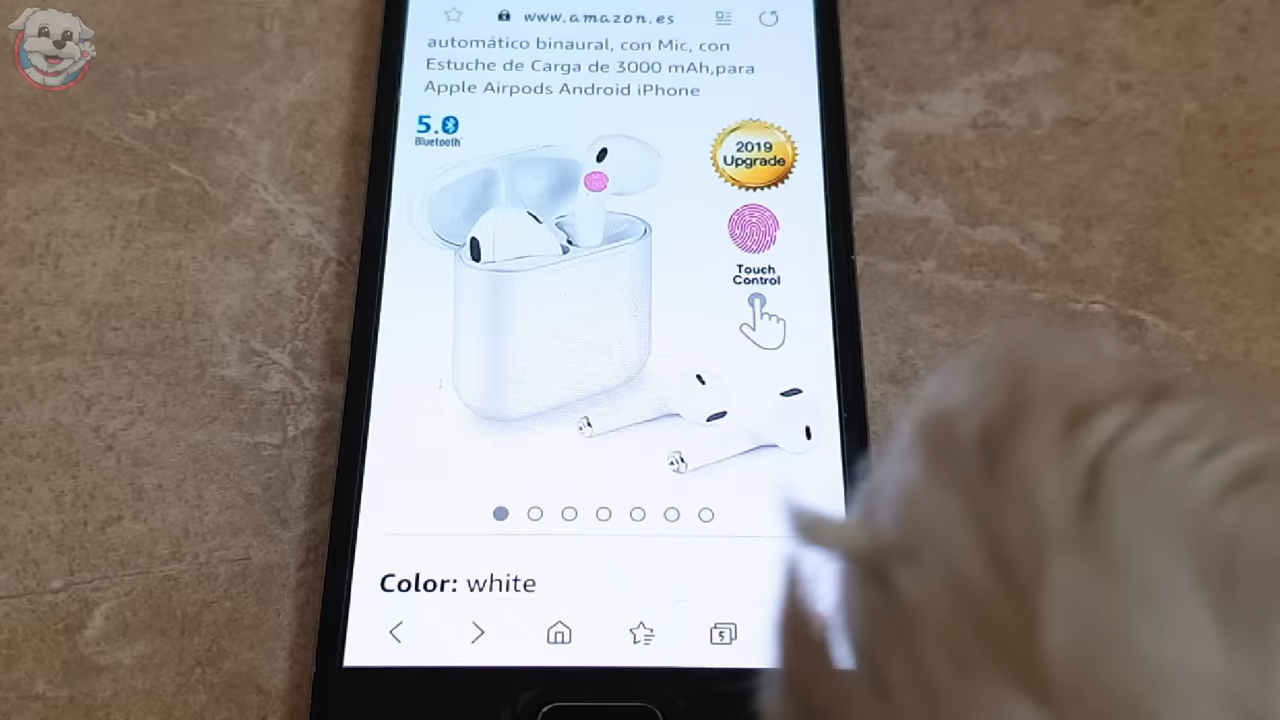 www.amazon.es
automático binaural, con Mic, con
Estuche de Carga de 3000 mAh,para
Apple Airpods Android iPhone
5.0
Bluetooth
2019
Upgrade
Touch
Control
Color: white
5